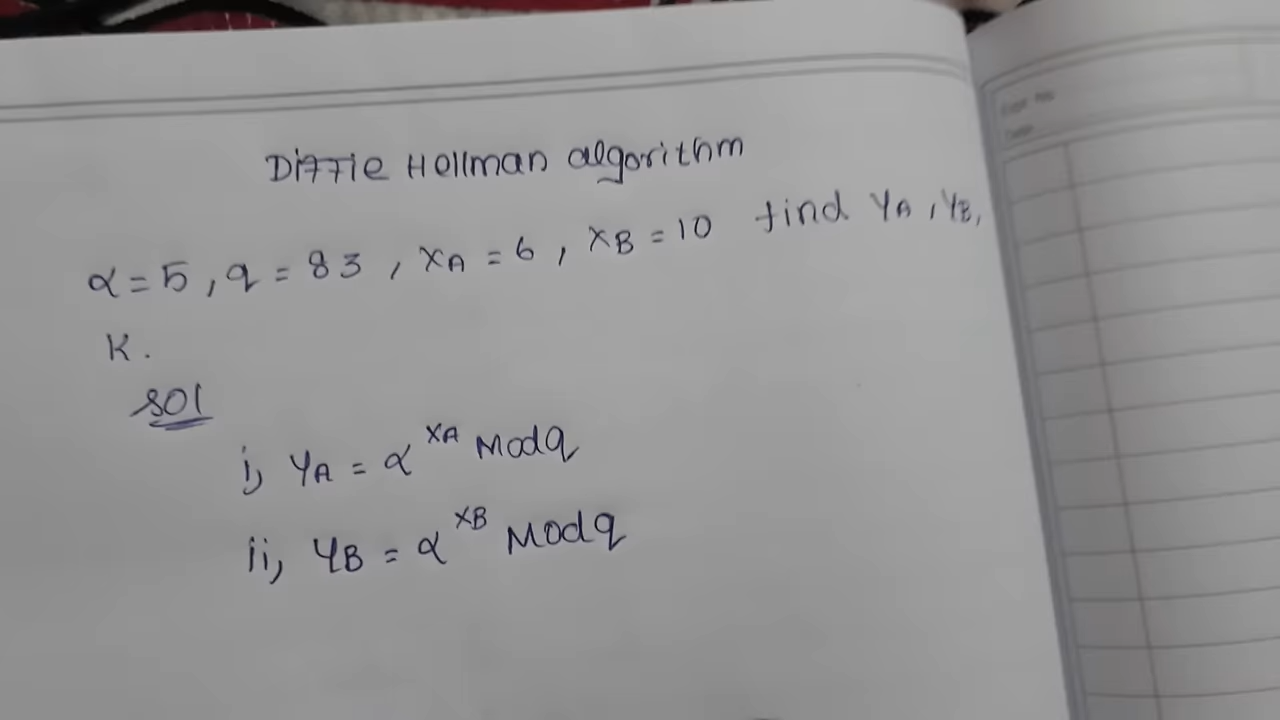 Diffie Hellman algorithm
α = 5 , q = 83 , XA = 6 , XB = 10 find YA , YB,
K.
Sol
i, YA = α^XA Mod q
ii, YB = α^XB Mod q